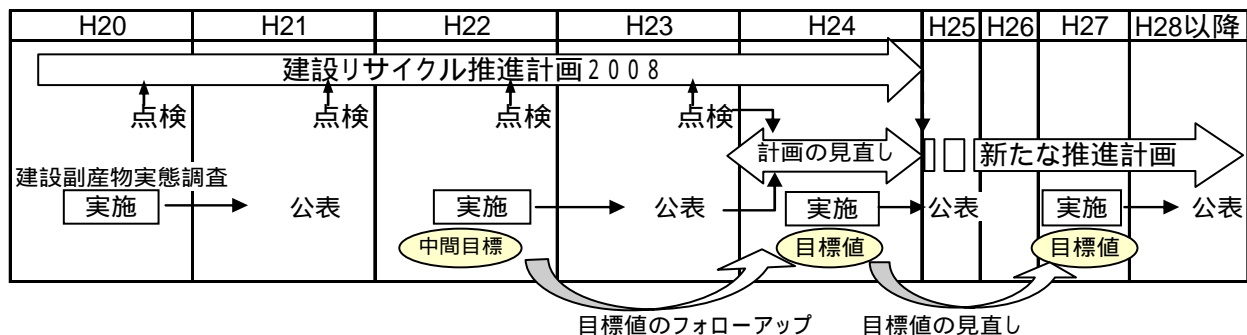 H20 H21 H22 H23 H24 H25 H26 H27 H28以降
建設リサイクル推進計画2008
点検 点検 点検 点検
計画の見直し 新たな推進計画
建設副産物実態調査
実施 公表 実施 公表 実施 公表 実施 公表
中間目標 目標値 目標値
目標値のフォローアップ 目標値の見直し